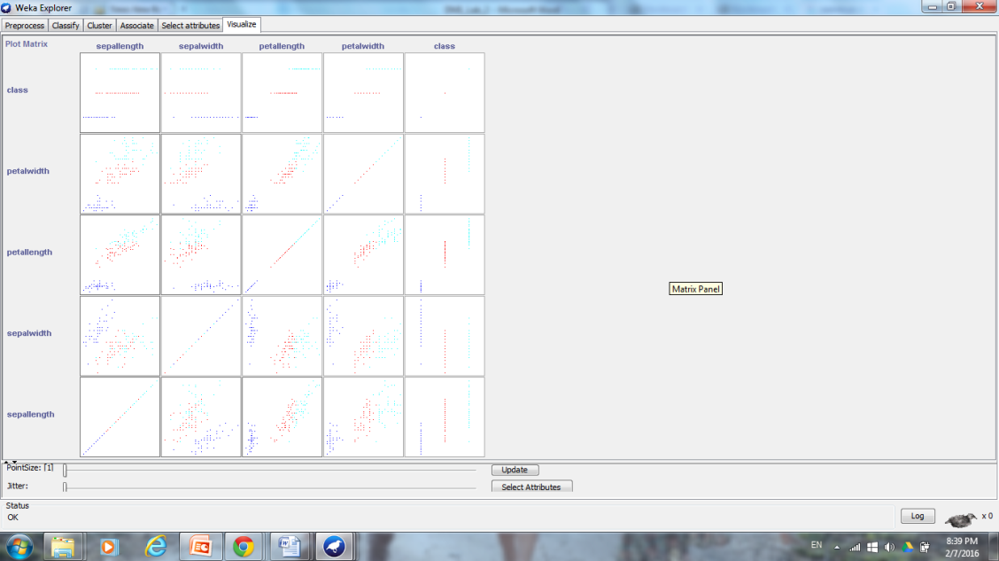 Weka Explorer
Preprocess Classify Cluster Associate Select attributes Visualize
Plot Matrix sepallength sepalwidth petallength petalwidth class
class
petalwidth
petallength
Matrix Panel
sepalwidth
sepallength
PointSize: [1] Update
Jitter: Select Attributes
Status
OK Log x 0
EN 8:39 PM
2/7/2016